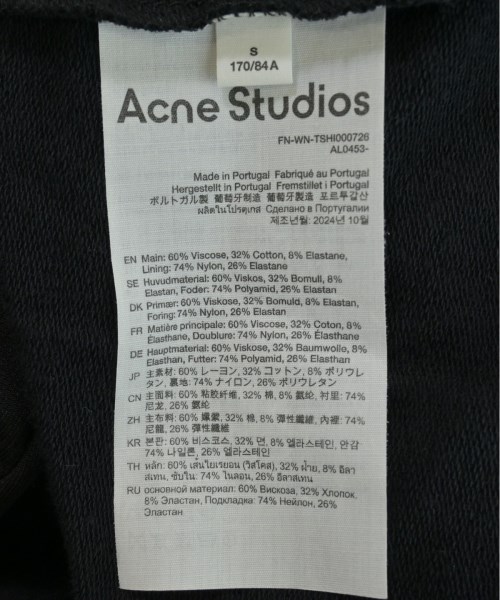 S
170/84A
Acne Studios
FN-WN-TSHI000726
AL0453-
Made in Portugal Fabriqué au Portugal
Hergestellt in Portugal Fremstillet i Portugal
ポルトガル製 葡萄牙制造 葡萄牙製造 포르투갈산
ผลิตในโปรตุเกส Сделано в Португалии
제조년월: 2024년 10월
EN Main: 60% Viscose, 32% Cotton, 8% Elastane,
Lining: 74% Nylon, 26% Elastane
SE Huvudmaterial: 60% Viskos, 32% Bomull, 8%
Elastan, Foder: 74% Polyamid, 26% Elastan
DK Primær: 60% Viskose, 32% Bomuld, 8% Elastan,
Foring: 74% Nylon, 26% Elastan
FR Matière principale: 60% Viscose, 32% Coton, 8%
Élasthane, Doublure: 74% Nylon, 26% Élasthane
DE Hauptmaterial: 60% Viskose, 32% Baumwolle, 8%
Elasthan, Futter: 74% Polyamid, 26% Elasthan
JP 主素材: 60% レーヨン, 32% コットン, 8% ポリウレ
タン, 裏地: 74% ナイロン, 26% ポリウレタン
CN 主面料: 60% 粘胶纤维, 32% 棉, 8% 氨纶, 衬里: 74%
尼龙, 26% 氨纶
ZH 主布料: 60% 嫘縈, 32% 棉, 8% 彈性纖維, 內裡: 74%
尼龍, 26% 彈性纖維
KR 본판: 60% 비스코스, 32% 면, 8% 엘라스테인, 안감
74% 나일론, 26% 엘라스테인
TH หลัก: 60% เส้นใยเรยอน (วิสโคส), 32% ฝ้าย, 8% อีลา
สเทน, ซับใน: 74% ไนลอน, 26% อีลาสเทน
RU основной материал: 60% Вискоза, 32% Хлопок,
8% Эластан, Подкладка: 74% Нейлон, 26%
Эластан